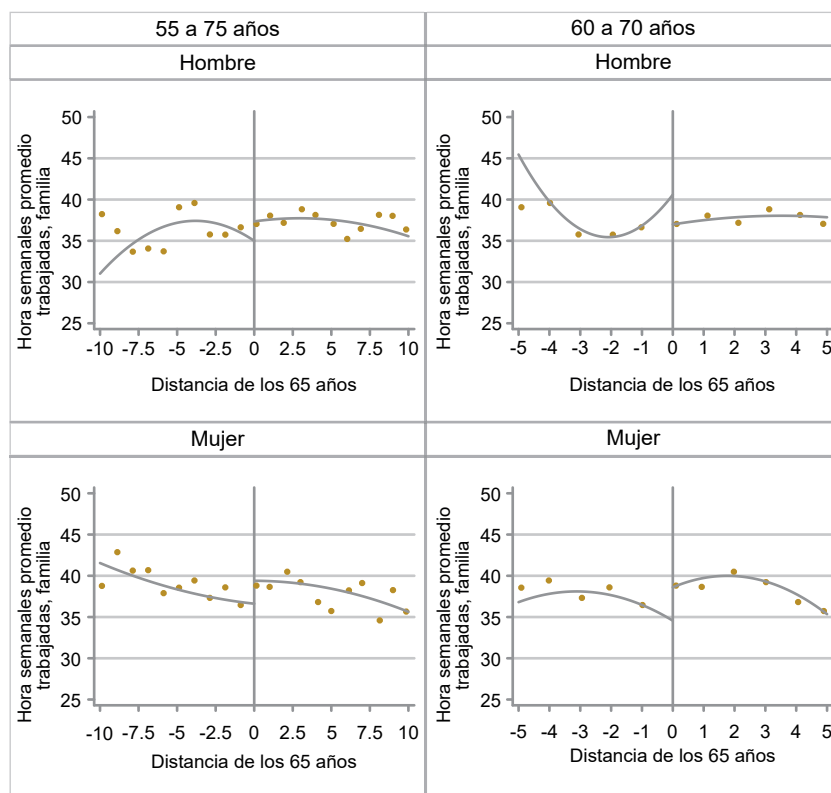 55 a 75 años
Hombre
Hora semanales promedio
trabajadas, familia
50
45
40
35
30
25
-10 -7.5 -5 -2.5 0 2.5 5 7.5 10
Distancia de los 65 años
60 a 70 años
Hombre
Hora semanales promedio
trabajadas, familia
50
45
40
35
30
25
-5 -4 -3 -2 -1 0 1 2 3 4 5
Distancia de los 65 años
Mujer
Hora semanales promedio
trabajadas, familia
50
45
40
35
30
25
-10 -7.5 -5 -2.5 0 2.5 5 7.5 10
Distancia de los 65 años
Mujer
Hora semanales promedio
trabajadas, familia
50
45
40
35
30
25
-5 -4 -3 -2 -1 0 1 2 3 4 5
Distancia de los 65 años